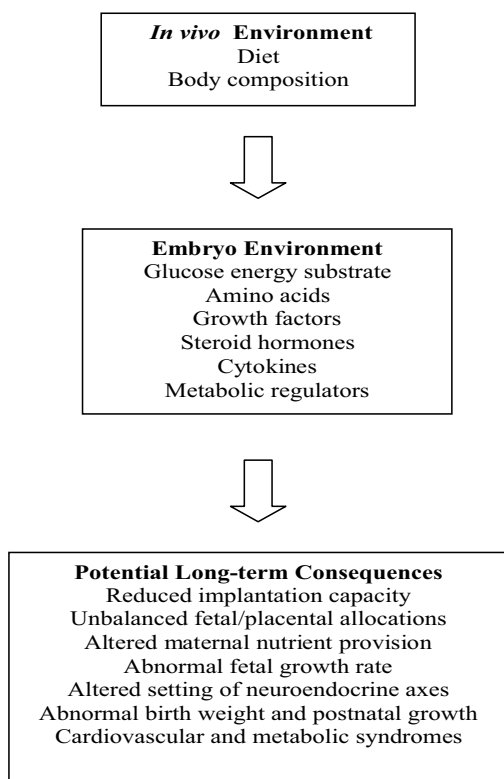 In vivo Environment
Diet
Body composition
Embryo Environment
Glucose energy substrate
Amino acids
Growth factors
Steroid hormones
Cytokines
Metabolic regulators
Potential Long-term Consequences
Reduced implantation capacity
Unbalanced fetal/placental allocations
Altered maternal nutrient provision
Abnormal fetal growth rate
Altered setting of neuroendocrine axes
Abnormal birth weight and postnatal growth
Cardiovascular and metabolic syndromes